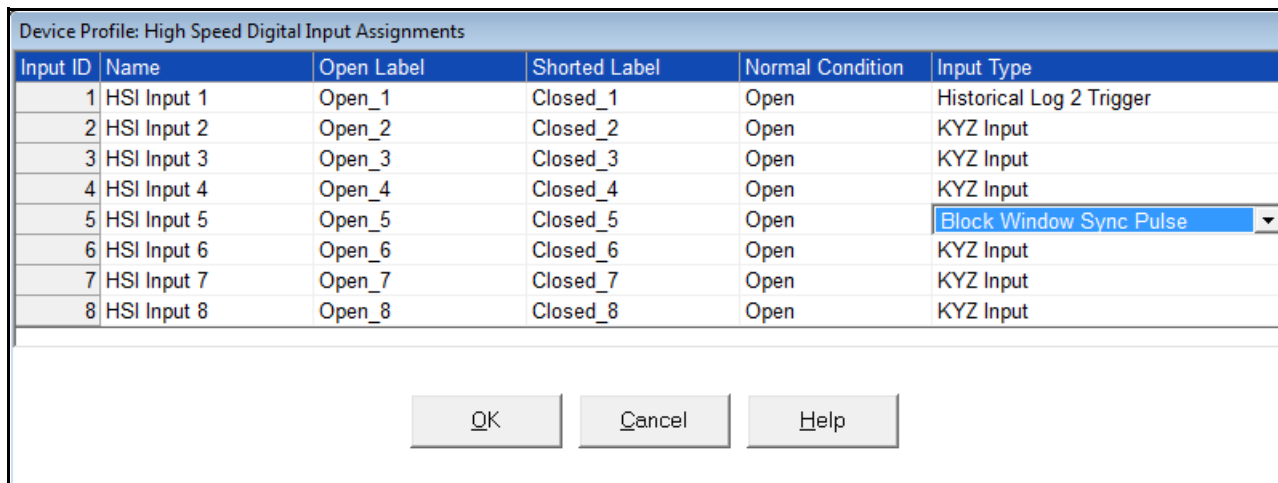 Device Profile: High Speed Digital Input Assignments
Input ID Name Open Label Shorted Label Normal Condition Input Type
1 HSI Input 1 Open_1 Closed_1 Open Historical Log 2 Trigger
2 HSI Input 2 Open_2 Closed_2 Open KYZ Input
3 HSI Input 3 Open_3 Closed_3 Open KYZ Input
4 HSI Input 4 Open_4 Closed_4 Open KYZ Input
5 HSI Input 5 Open_5 Closed_5 Open Block Window Sync Pulse
6 HSI Input 6 Open_6 Closed_6 Open KYZ Input
7 HSI Input 7 Open_7 Closed_7 Open KYZ Input
8 HSI Input 8 Open_8 Closed_8 Open KYZ Input
OK Cancel Help